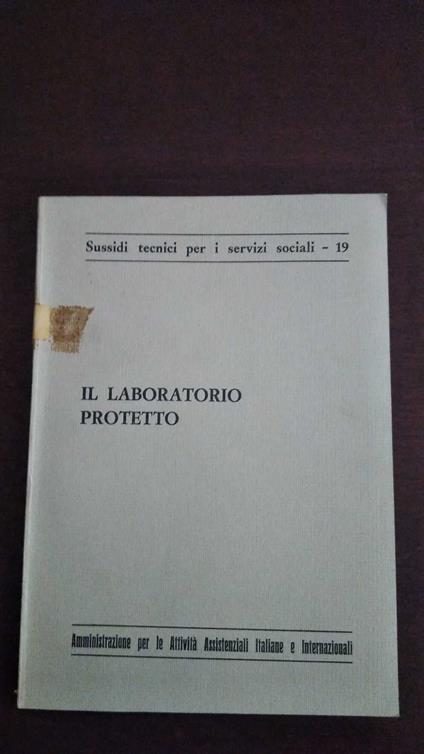 Sussidi tecnici per i servizi sociali - 19
IL LABORATORIO
PROTETTO
Amministrazione per le Attività Assistenziali Italiane e Internazionali